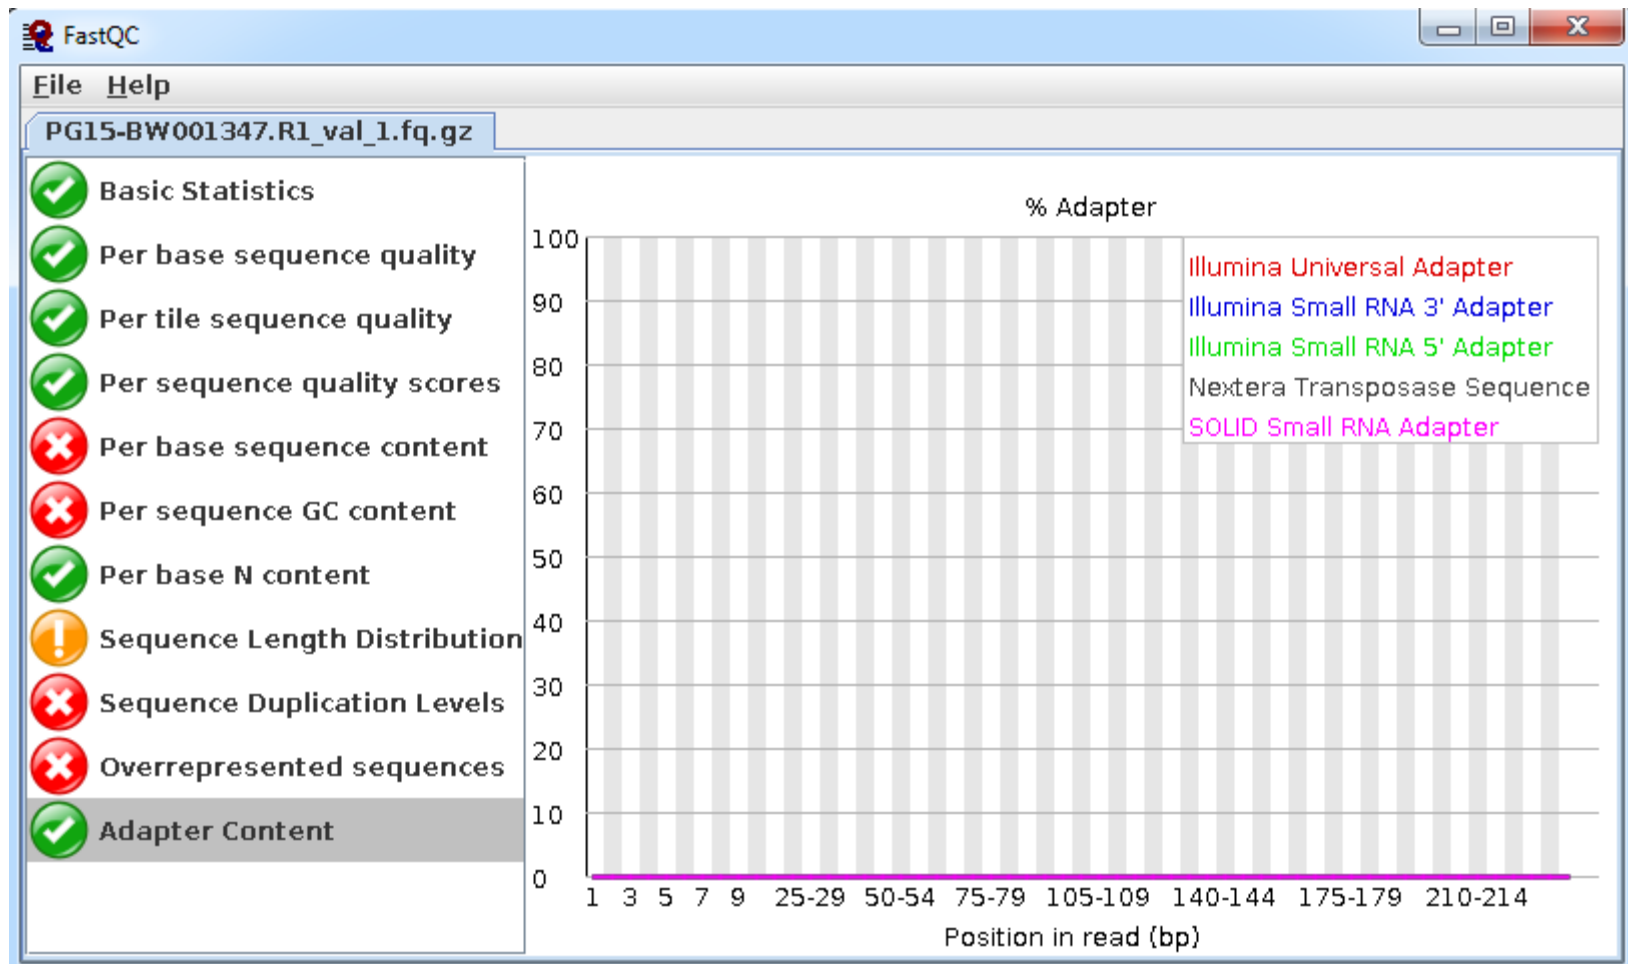 FastQC
File Help
PG15-BW001347.R1_val_1.fq.gz
Basic Statistics
Per base sequence quality
Per tile sequence quality
Per sequence quality scores
Per base sequence content
Per sequence GC content
Per base N content
Sequence Length Distribution
Sequence Duplication Levels
Overrepresented sequences
Adapter Content
% Adapter
100
90
80
70
60
50
40
30
20
10
0
Illumina Universal Adapter
Illumina Small RNA 3' Adapter
Illumina Small RNA 5' Adapter
Nextera Transposase Sequence
SOLID Small RNA Adapter
1 3 5 7 9 25-29 50-54 75-79 105-109 140-144 175-179 210-214
Position in read (bp)